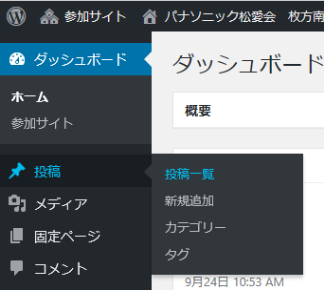 参加サイト パナソニック松愛会 枚方南
ダッシュボード
ダッシュボード
ホーム
概要
参加サイト
投稿
投稿一覧
新規追加
メディア
カテゴリー
固定ページ
タグ
コメント
9月24日 10:53 AM